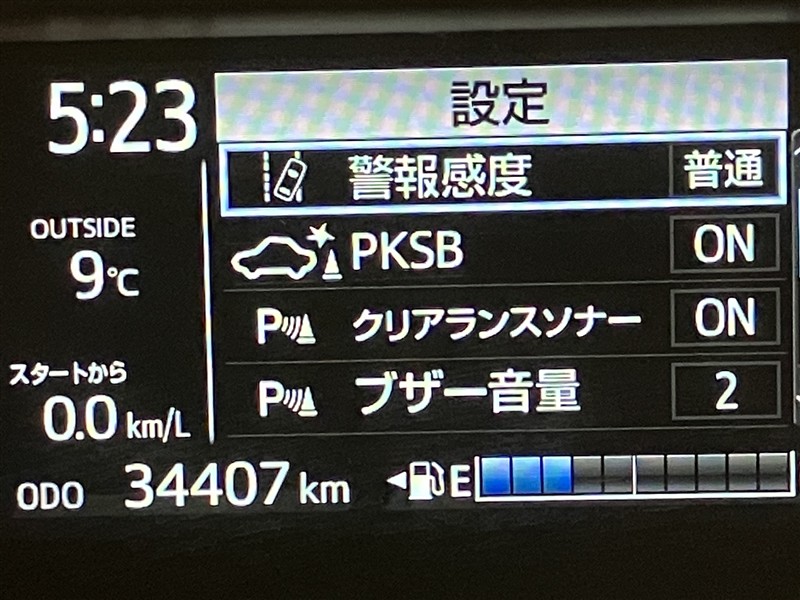 5:23
設定
警報感度 普通
OUTSIDE
9℃
PKSB ON
P クリアランスソナー ON
スタートから
0.0 km/L
P ブザー音量 2
ODO 34407 km
E